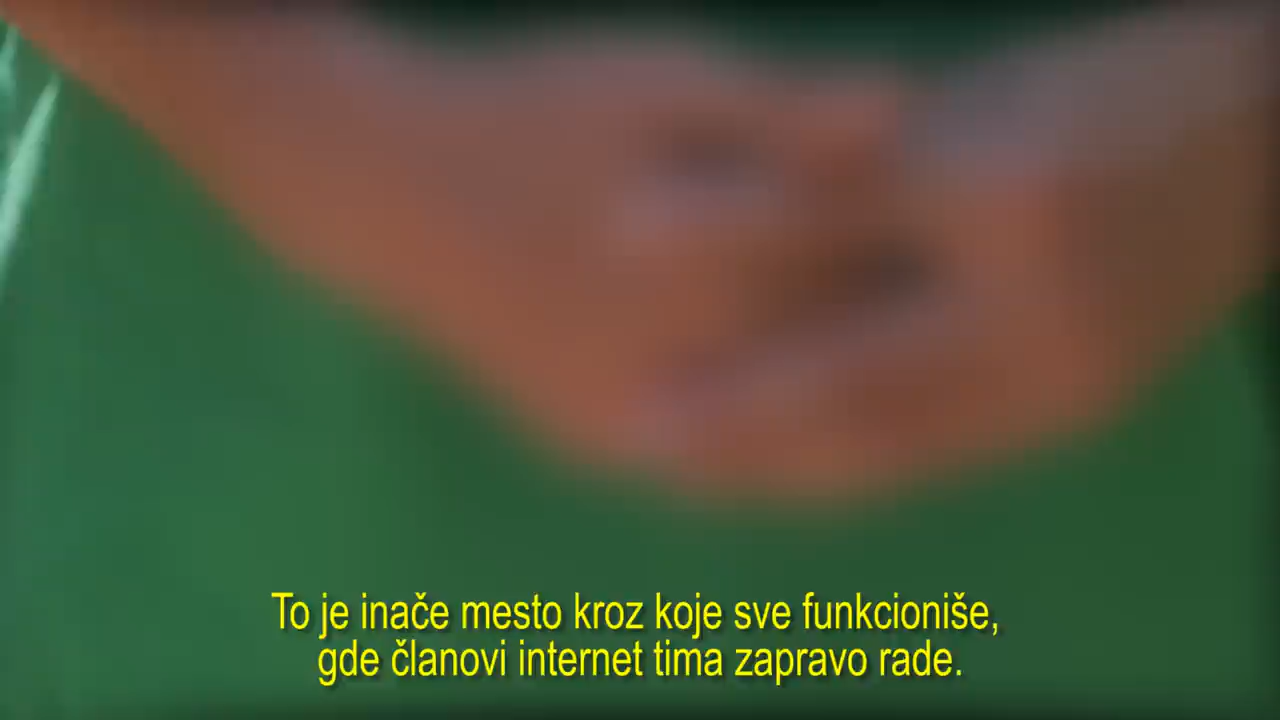 To je inače mesto kroz koje sve funkcioniše,
gde članovi internet tima zapravo rade.